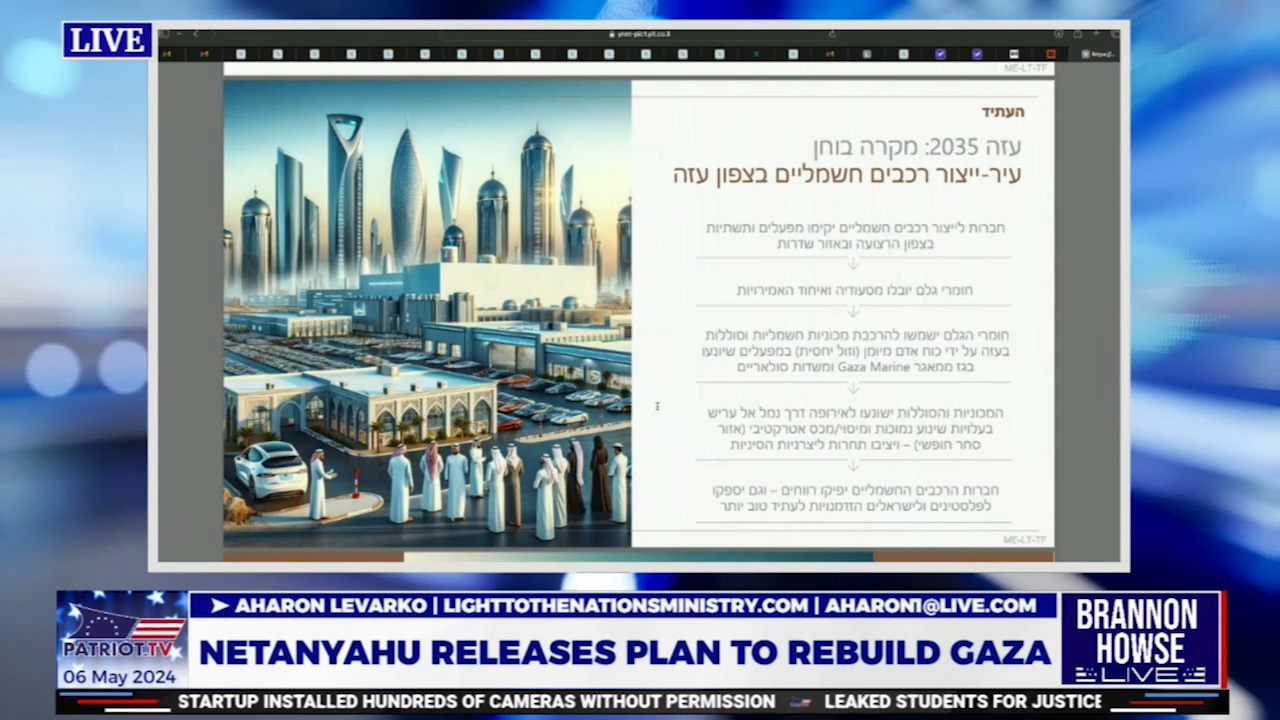 LIVE
ynet-pic1.yit.co.il
ME-LT-TF
העתיד
עזה 2035: מקרה בוחן
עיר-ייצור רכבים חשמליים בצפון עזה
חברות לייצור רכבים חשמליים יקימו מפעלים ותשתיות
בצפון הרצועה ובאזור שדרות
חומרי גלם יובלו מסעודיה ואיחוד האמירויות
חומרי הגלם ישמשו להרכבת מכוניות חשמליות וסוללות
בעזה על ידי כוח אדם מיומן (וזול יחסית) במפעלים שיונעו
בגז ממאגר Gaza Marine ומשדות סולאריים
המכוניות והסוללות ישונעו לאירופה דרך נמל אל עריש
בעלויות שינוע נמוכות ומיסוי/מכס אטרקטיבי (אזור
סחר חופשי) – ויציבו תחרות ליצרניות הסיניות
חברות הרכבים החשמליים יפיקו רווחים – וגם יספקו
לפלסטינים ולישראלים הזדמנויות לעתיד טוב יותר
ME-LT-TF
➤ AHARON LEVARKO | LIGHTTOTHENATIONSMINISTRY.COM | AHARON1@LIVE.COM
NETANYAHU RELEASES PLAN TO REBUILD GAZA
PATRIOT.TV
06 May 2024
BRANNON
HOWSE
LIVE
STARTUP INSTALLED HUNDREDS OF CAMERAS WITHOUT PERMISSION LEAKED STUDENTS FOR JUSTICE